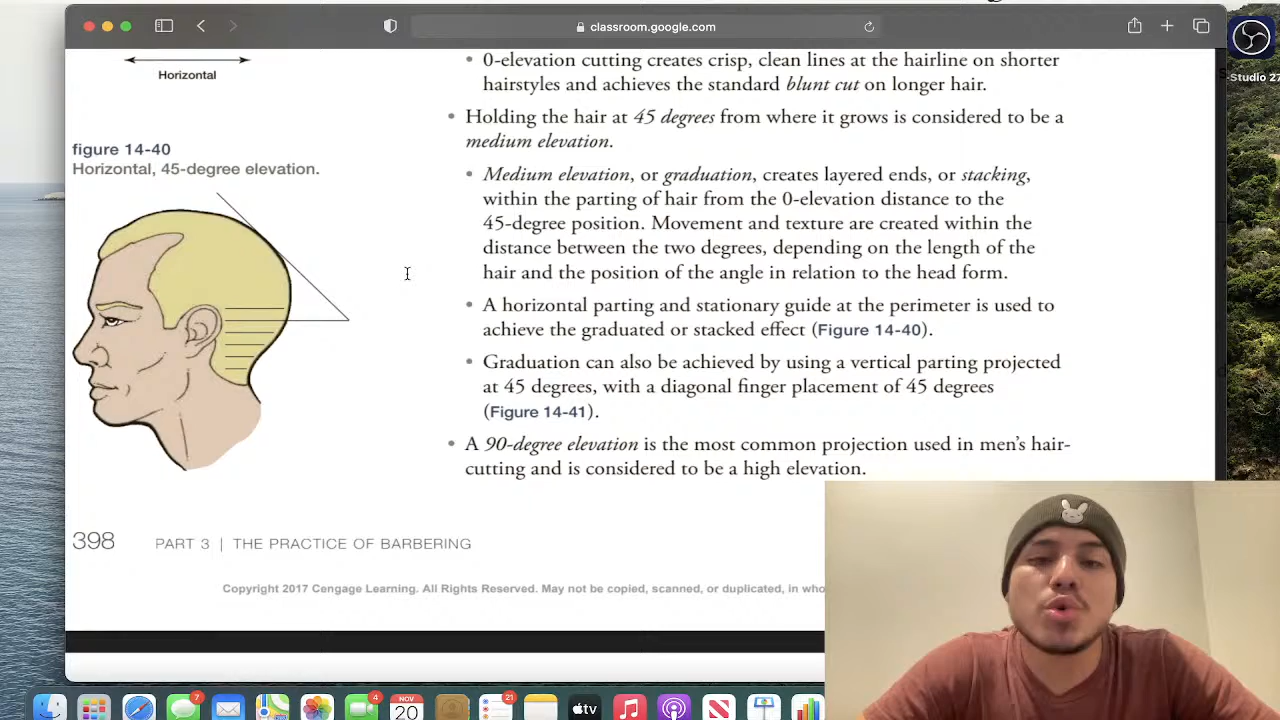 classroom.google.com
-Studio 27
Horizontal
0-elevation cutting creates crisp, clean lines at the hairline on shorter
hairstyles and achieves the standard blunt cut on longer hair.
• Holding the hair at 45 degrees from where it grows is considered to be a
medium elevation.
figure 14-40
Horizontal, 45-degree elevation.
• Medium elevation, or graduation, creates layered ends, or stacking,
within the parting of hair from the 0-elevation distance to the
45-degree position. Movement and texture are created within the
distance between the two degrees, depending on the length of the
hair and the position of the angle in relation to the head form.
• A horizontal parting and stationary guide at the perimeter is used to
achieve the graduated or stacked effect (Figure 14-40).
• Graduation can also be achieved by using a vertical parting projected
at 45 degrees, with a diagonal finger placement of 45 degrees
(Figure 14-41).
• A 90-degree elevation is the most common projection used in men's hair-
cutting and is considered to be a high elevation.
398 PART 3 | THE PRACTICE OF BARBERING
Copyright 2017 Cengage Learning. All Rights Reserved. May not be copied, scanned, or duplicated, in who
7
4
NOV
20
21
tv